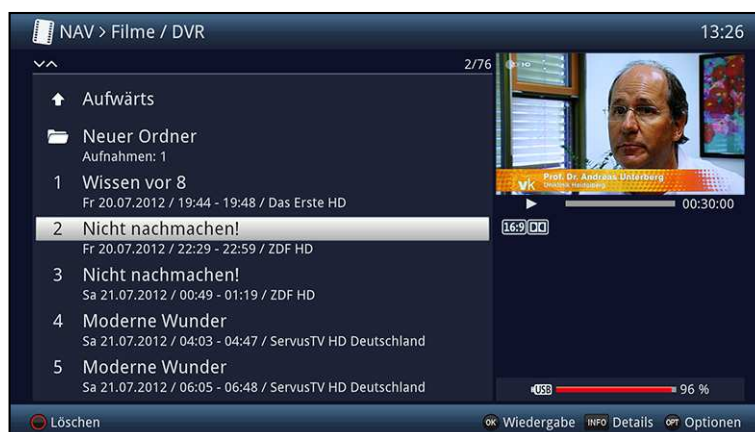 NAV > Filme / DVR
13:26
2/76
Aufwärts
Neuer Ordner
Aufnahmen: 1
1 Wissen vor 8
Fr 20.07.2012 / 19:44 - 19:48 / Das Erste HD
2 Nicht nachmachen!
Fr 20.07.2012 / 22:29 - 22:59 / ZDF HD
3 Nicht nachmachen!
Sa 21.07.2012 / 00:49 - 01:19 / ZDF HD
4 Moderne Wunder
Sa 21.07.2012 / 04:03 - 04:47 / ServusTV HD Deutschland
5 Moderne Wunder
Sa 21.07.2012 / 06:05 - 06:48 / ServusTV HD Deutschland
HD
vk
Prof. Dr. Andreas Unterberg
Uniklinik Heidelberg
00:30:00
16:9
USB
96 %
Löschen
OK Wiedergabe
INFO Details
OPT Optionen